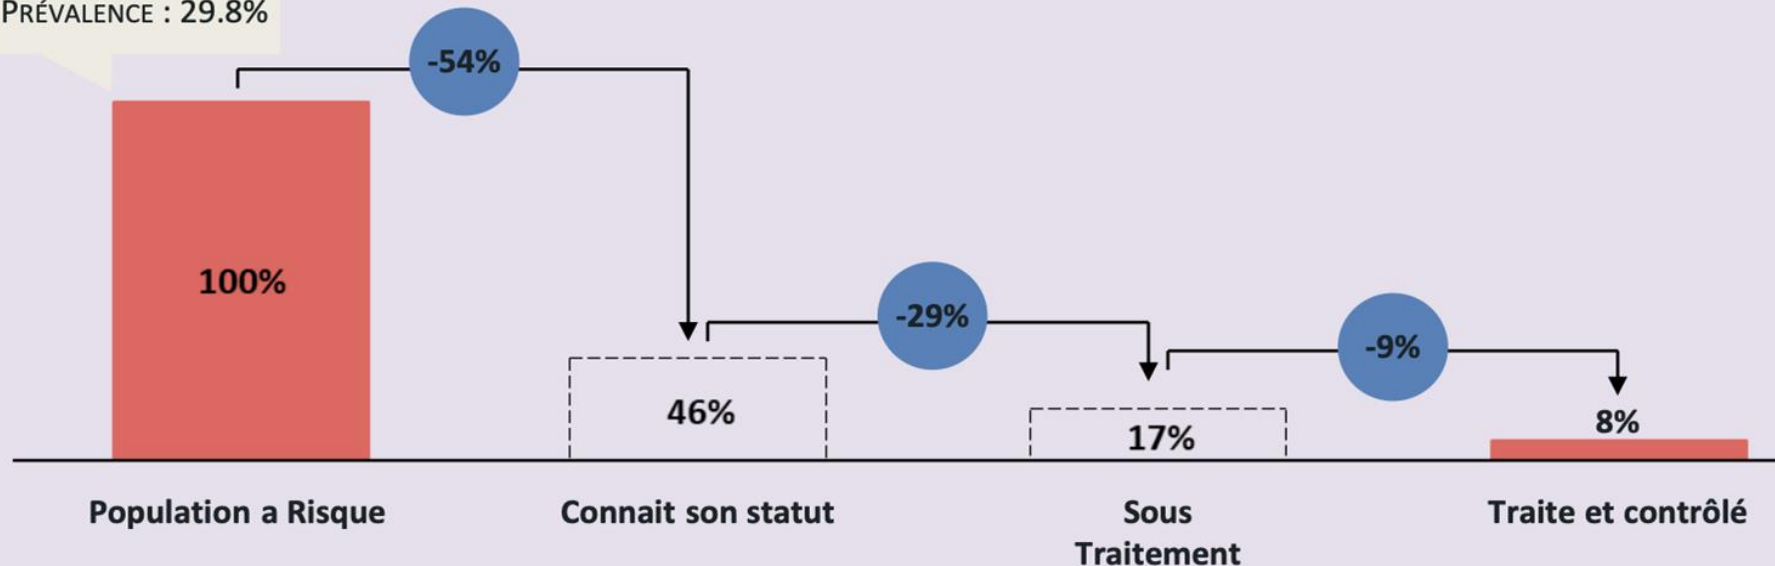 PRÉVALENCE : 29.8%
-54%
100%
-29%
-9%
46%
17%
8%
Population a Risque
Connait son statut
Sous
Traitement
Traite et contrôlé